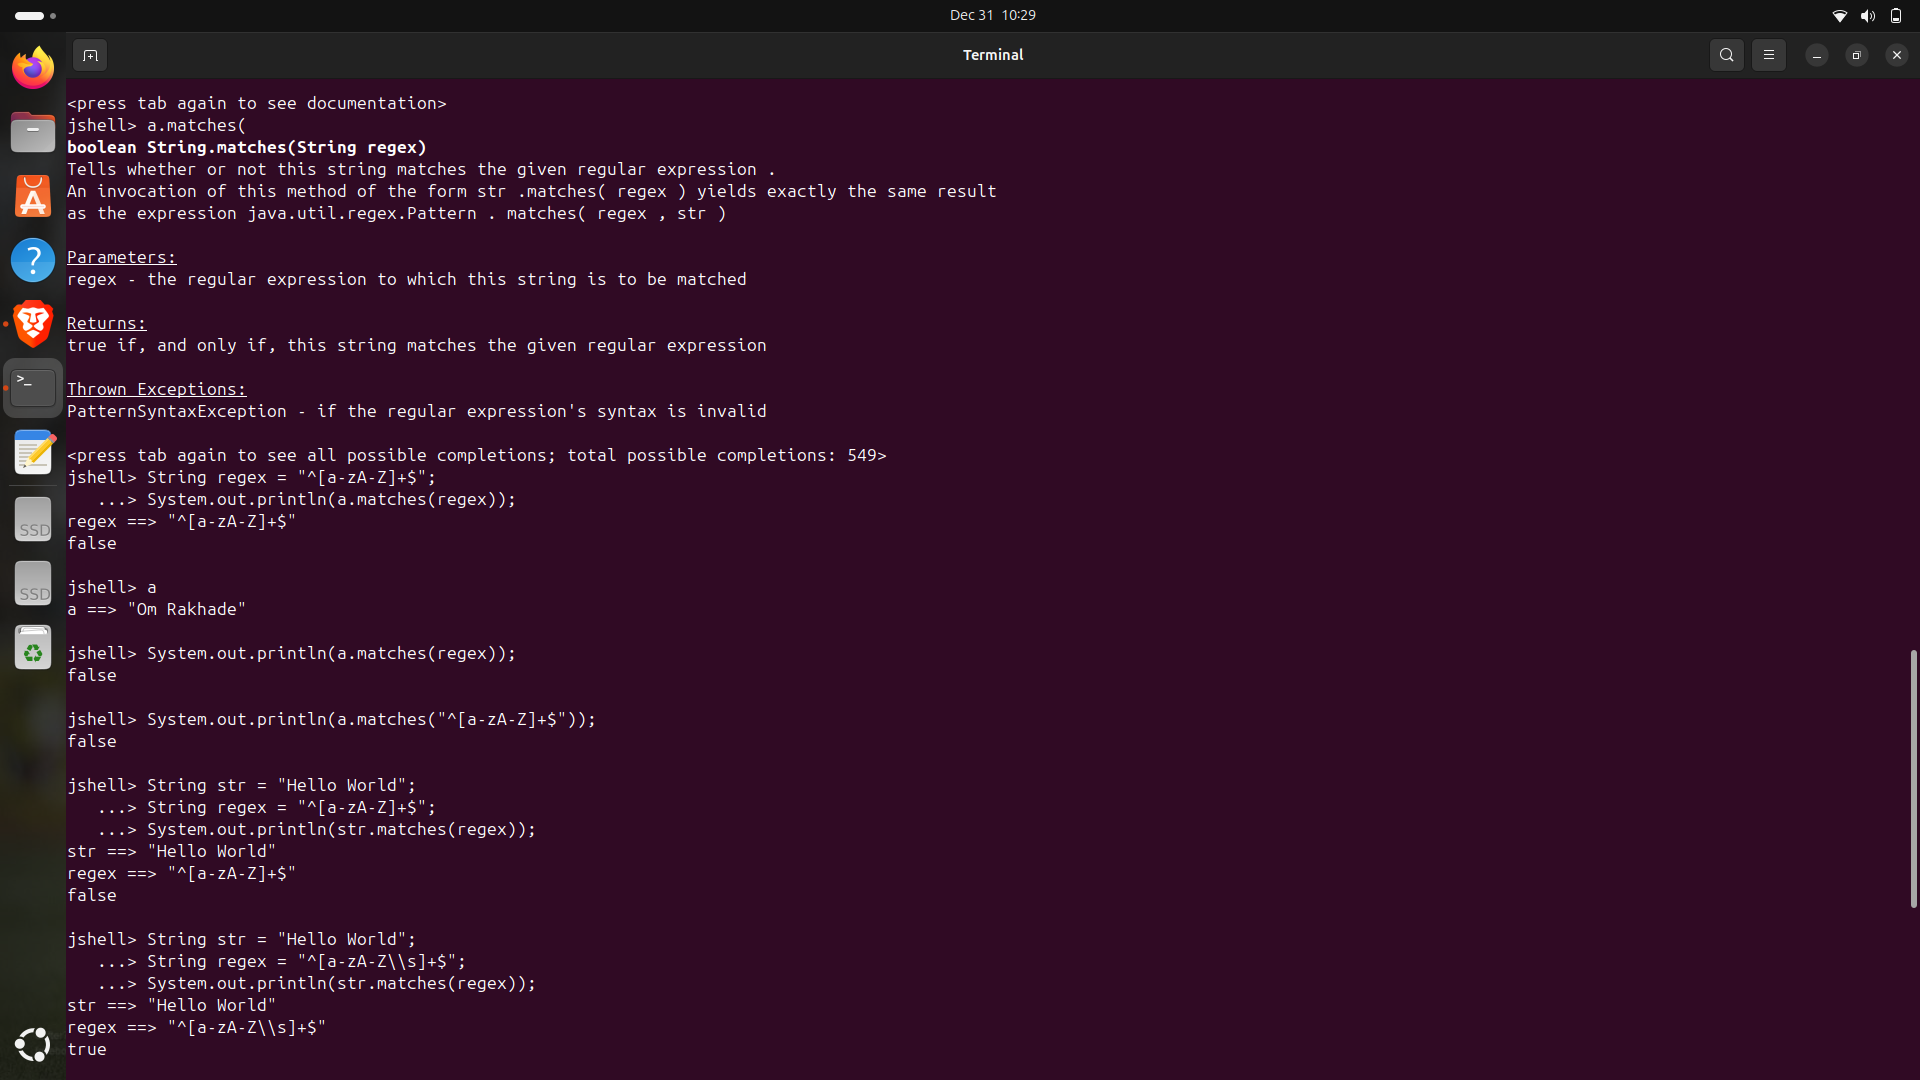 Dec 31 10:29
Terminal
<press tab again to see documentation>
jshell> a.matches(
boolean String.matches(String regex)
Tells whether or not this string matches the given regular expression .
An invocation of this method of the form str .matches( regex ) yields exactly the same result
as the expression java.util.regex.Pattern . matches( regex , str )
Parameters:
regex - the regular expression to which this string is to be matched
Returns:
true if, and only if, this string matches the given regular expression
Thrown Exceptions:
PatternSyntaxException - if the regular expression's syntax is invalid
<press tab again to see all possible completions; total possible completions: 549>
jshell> String regex = "^[a-zA-Z]+$";
...> System.out.println(a.matches(regex));
regex ==> "^[a-zA-Z]+$"
false
jshell> a
a ==> "Om Rakhade"
jshell> System.out.println(a.matches(regex));
false
jshell> System.out.println(a.matches("^[a-zA-Z]+$"));
false
jshell> String str = "Hello World";
...> String regex = "^[a-zA-Z]+$";
...> System.out.println(str.matches(regex));
str ==> "Hello World"
regex ==> "^[a-zA-Z]+$"
false
jshell> String str = "Hello World";
...> String regex = "^[a-zA-Z\\s]+$";
...> System.out.println(str.matches(regex));
str ==> "Hello World"
regex ==> "^[a-zA-Z\\s]+$"
true
>_
SSD
SSD